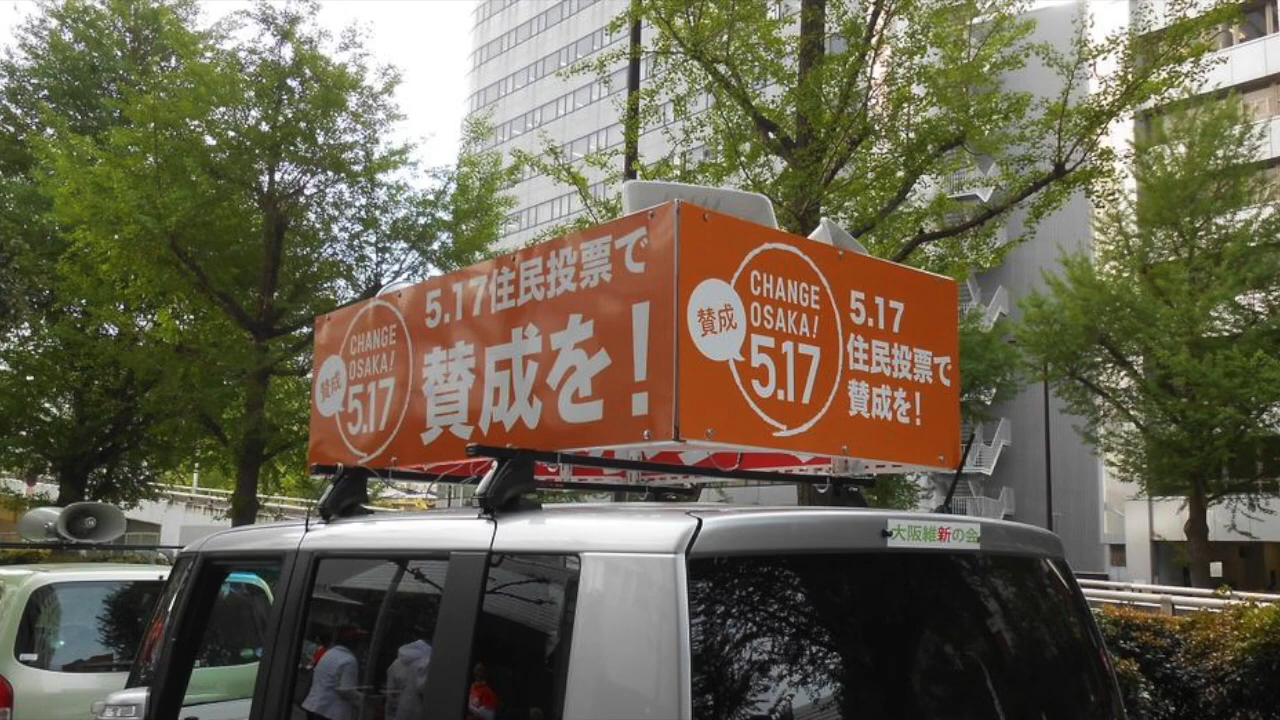 5.17住民投票で
賛成を!
賛成
CHANGE
OSAKA!
5.17
賛成
CHANGE
OSAKA!
5.17
5.17
住民投票で
賛成を!
大阪維新の会